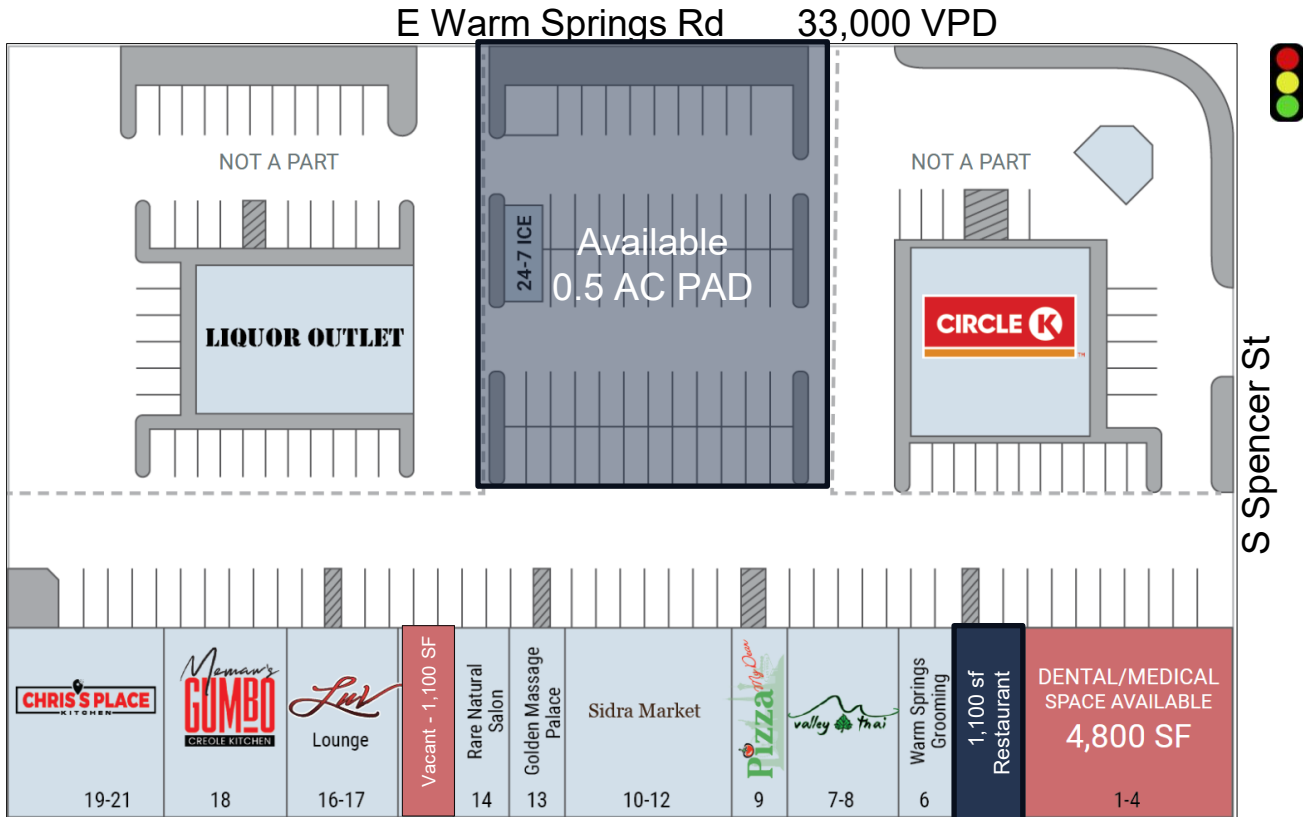 E Warm Springs Rd 33,000 VPD
NOT A PART
NOT A PART
24-7 ICE
Available
0.5 AC PAD
LIQUOR OUTLET
CIRCLE K
TM
S Spencer St
CHRIS'S PLACE
KITCHEN
19-21
Memaw's
GUMBO
CREOLE KITCHEN
18
Luv
Lounge
16-17
Vacant - 1,100 SF
Rare Natural
Salon
14
Golden Massage
Palace
13
Sidra Market
10-12
Pizza My Dear
9
valley thai
7-8
Warm Springs
Grooming
6
1,100 sf
Restaurant
DENTAL/MEDICAL
SPACE AVAILABLE
4,800 SF
1-4